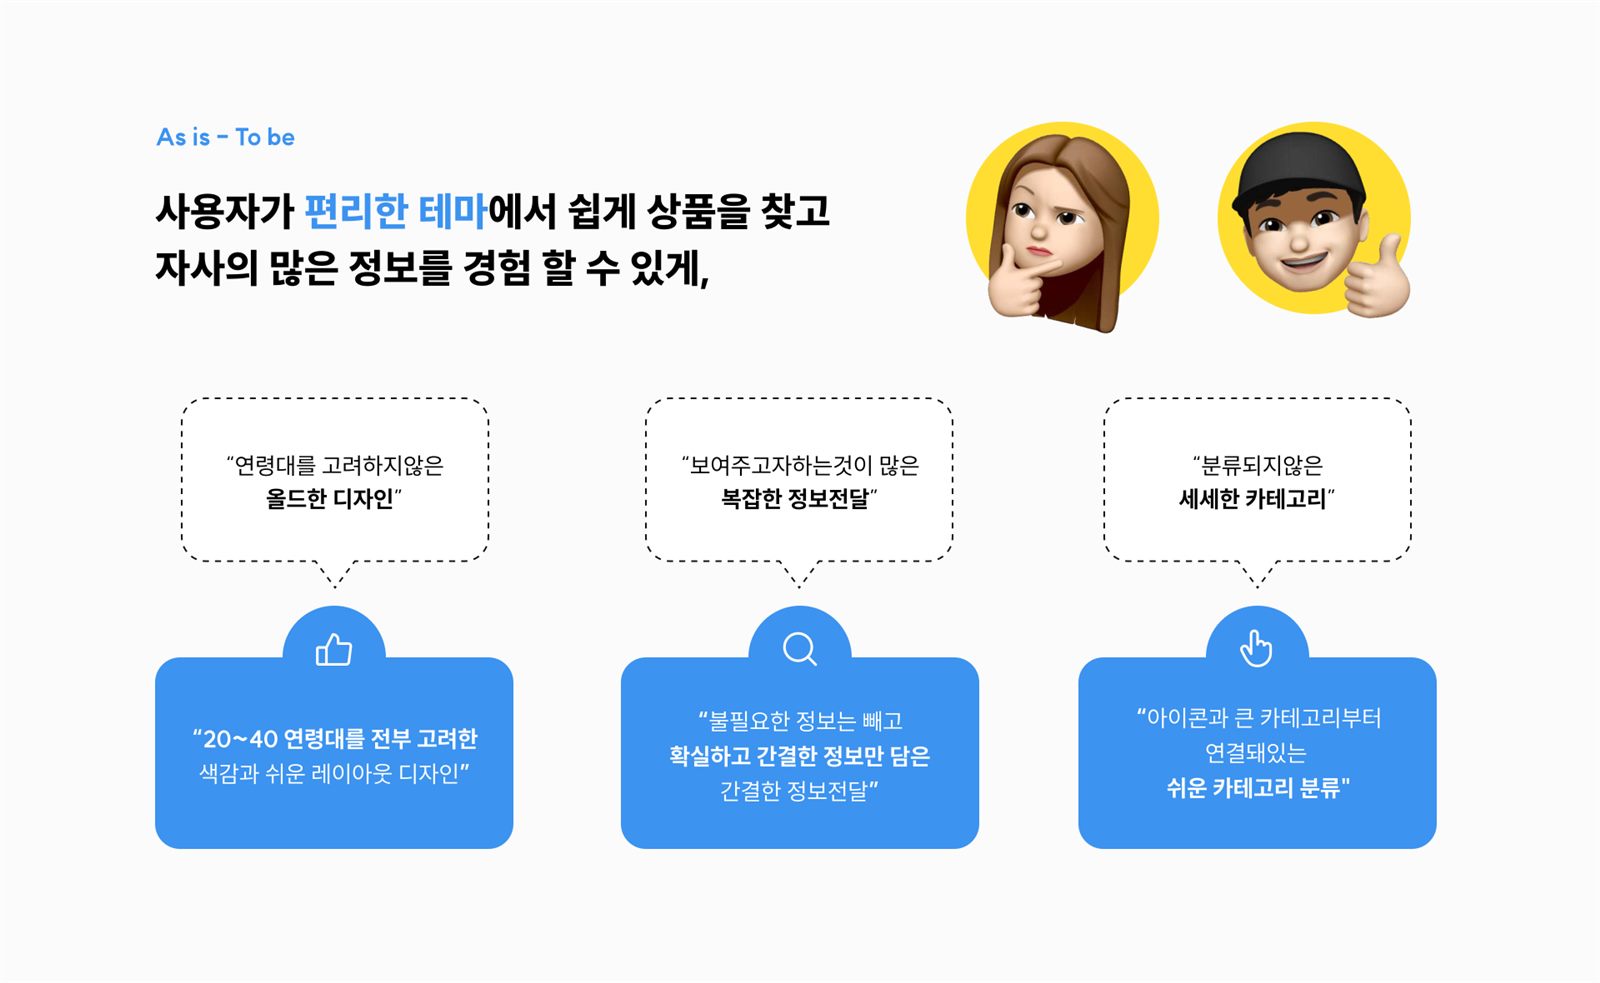 As is - To be
사용자가 편리한 테마에서 쉽게 상품을 찾고
자사의 많은 정보를 경험 할 수 있게,
“연령대를 고려하지않은
올드한 디자인”
“보여주고자하는것이 많은
복잡한 정보전달”
“분류되지않은
세세한 카테고리”
“20~40 연령대를 전부 고려한
색감과 쉬운 레이아웃 디자인”
“불필요한 정보는 빼고
확실하고 간결한 정보만 담은
간결한 정보전달”
“아이콘과 큰 카테고리부터
연결돼있는
쉬운 카테고리 분류"